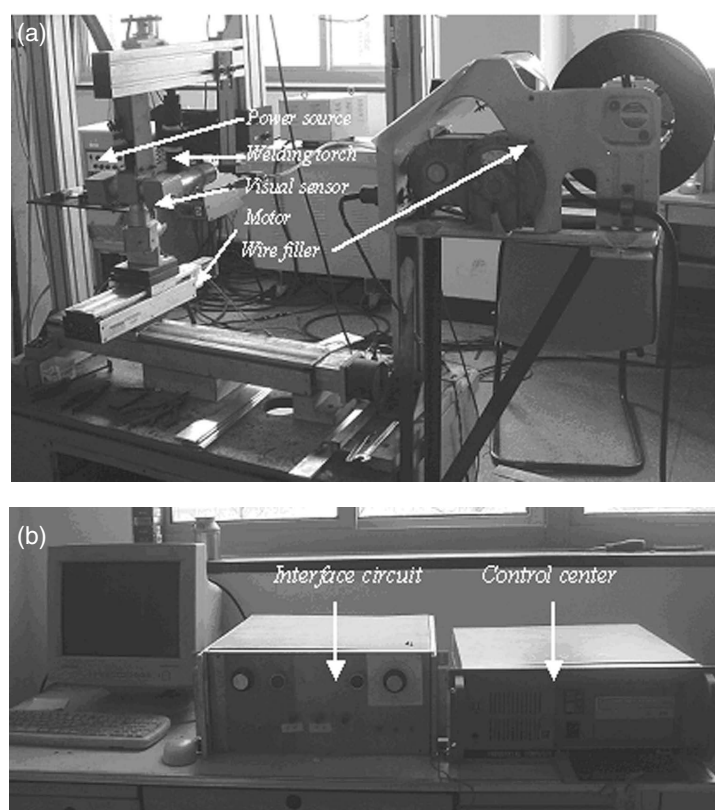 (a)
Power source
Welding torch
Visual sensor
Motor
Wire filler
(b)
Interface circuit
Control center